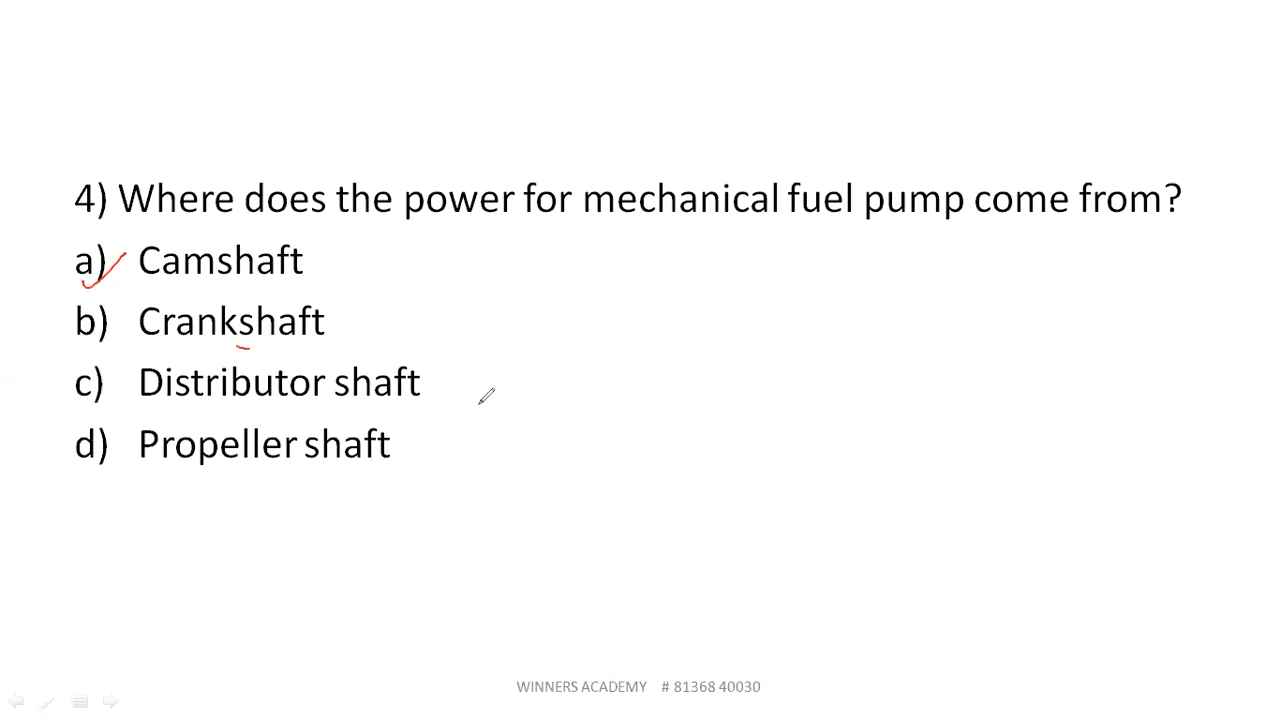 4) Where does the power for mechanical fuel pump come from?
a) Camshaft
b) Crankshaft
c) Distributor shaft
d) Propeller shaft
WINNERS ACADEMY # 81368 40030